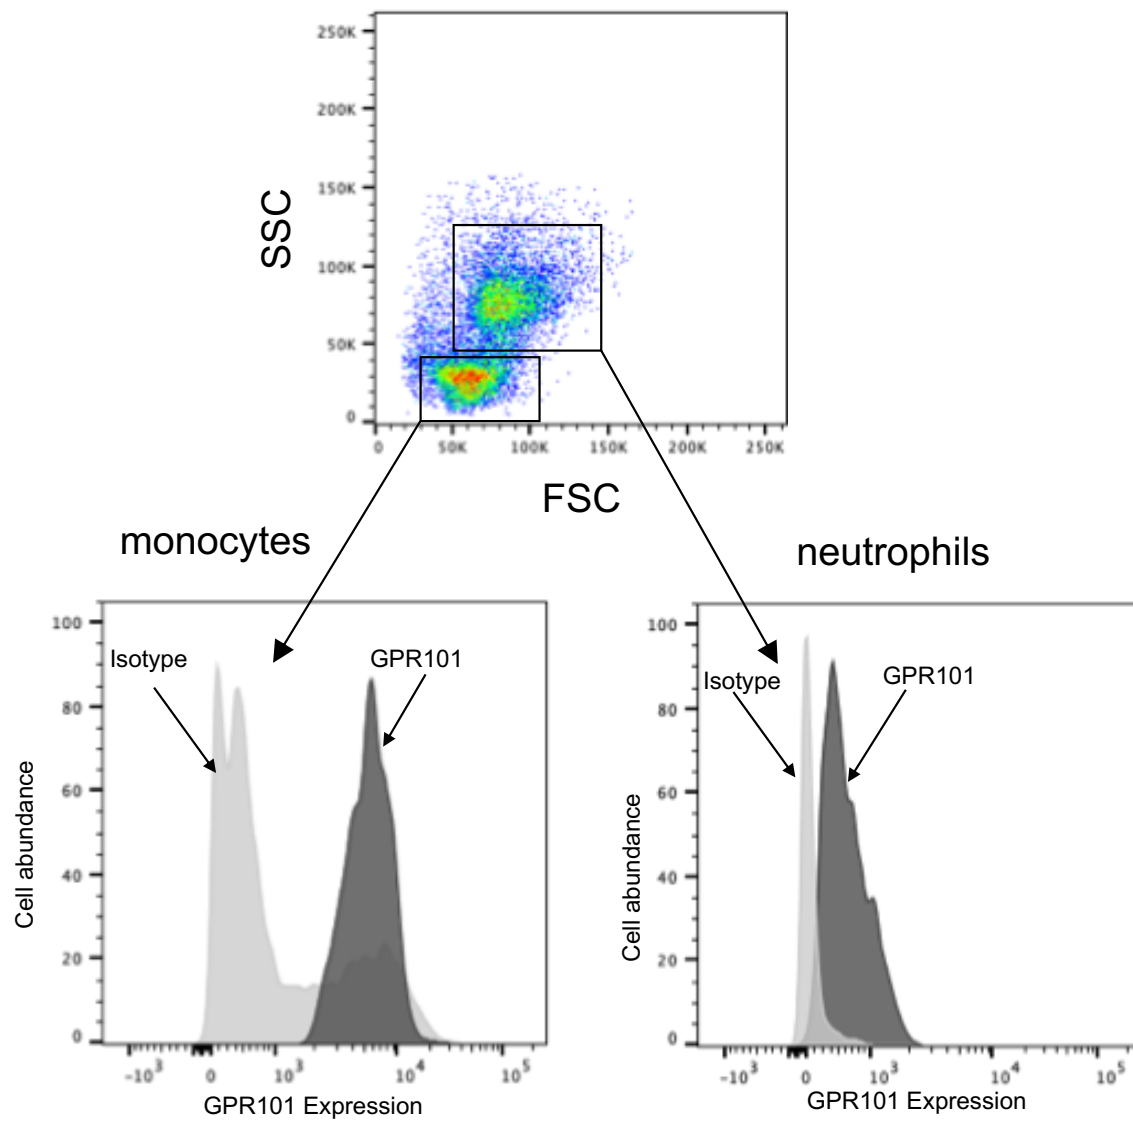 250K
200K
150K
100K
50K
0
SSC
0 50K 100K 150K 200K 250K
FSC
monocytes
neutrophils
100
80
60
40
20
0
Cell abundance
Isotype
GPR101
-10³ 0 10³ 10⁴ 10⁵
GPR101 Expression
100
80
60
40
20
0
Cell abundance
Isotype
GPR101
-10³ 0 10³ 10⁴ 10⁵
GPR101 Expression